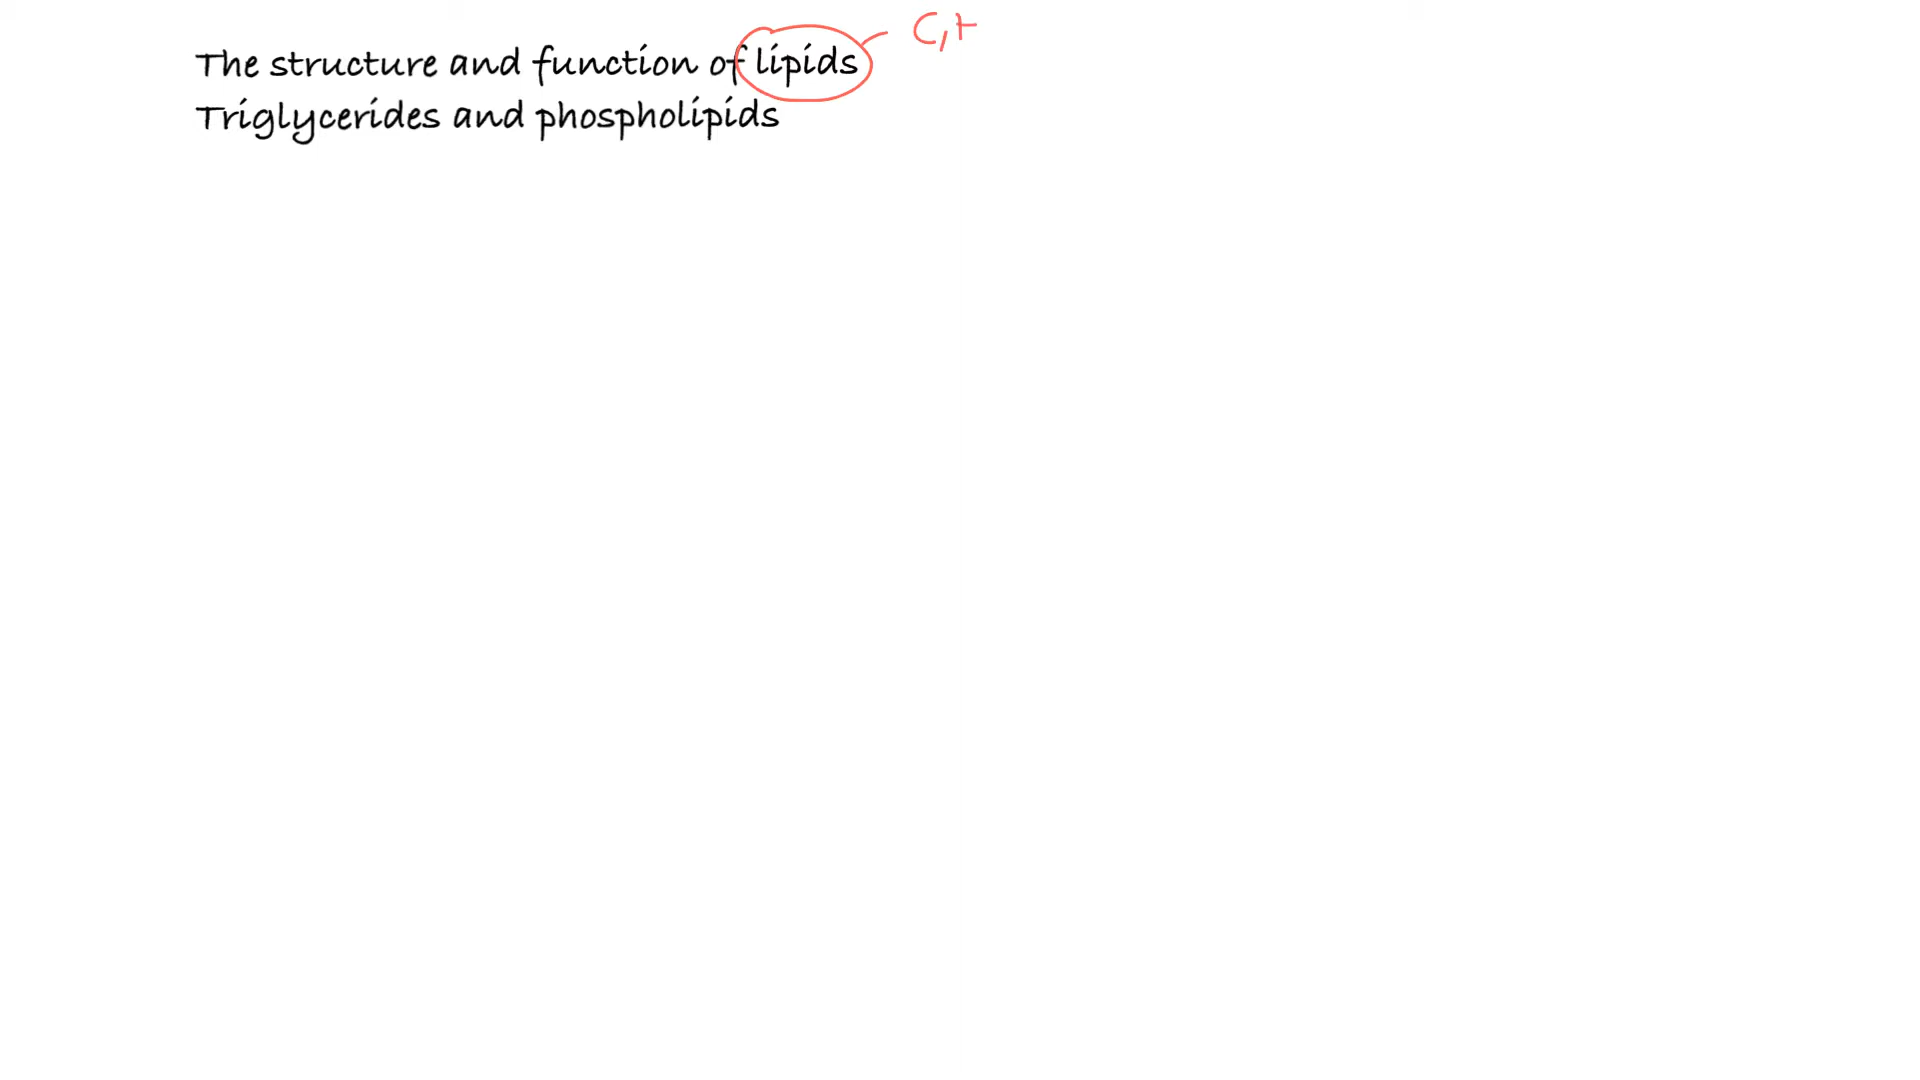 The structure and function of lipids
C,
Triglycerides and phospholipids